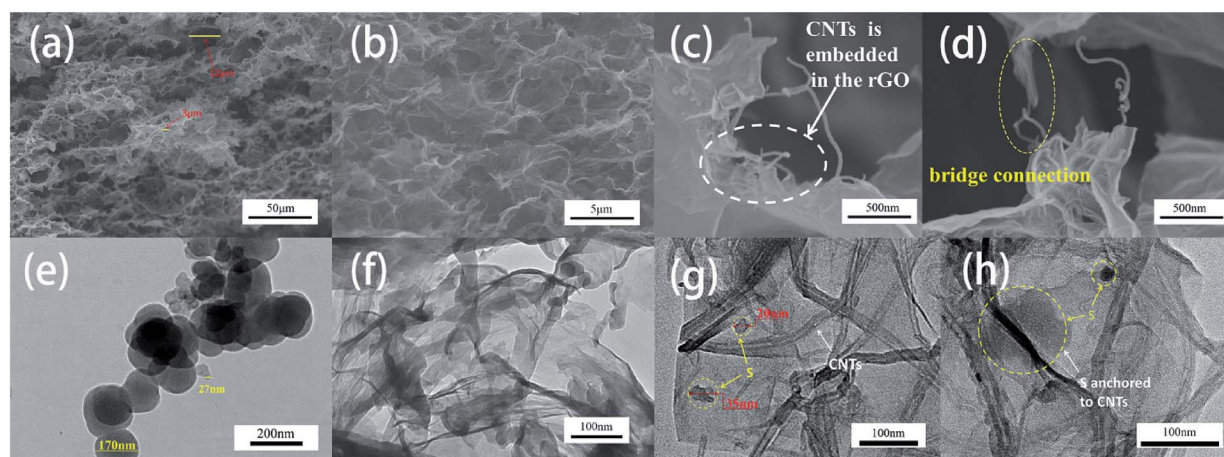 (a)
3μm
50μm
(b)
5μm
(c)
CNTs is
embedded
in the rGO
500nm
(d)
bridge connection
500nm
(e)
27nm
170nm
200nm
(f)
100nm
(g)
20nm
S
CNTs
35nm
100nm
(h)
S
S anchored
to CNTs
100nm